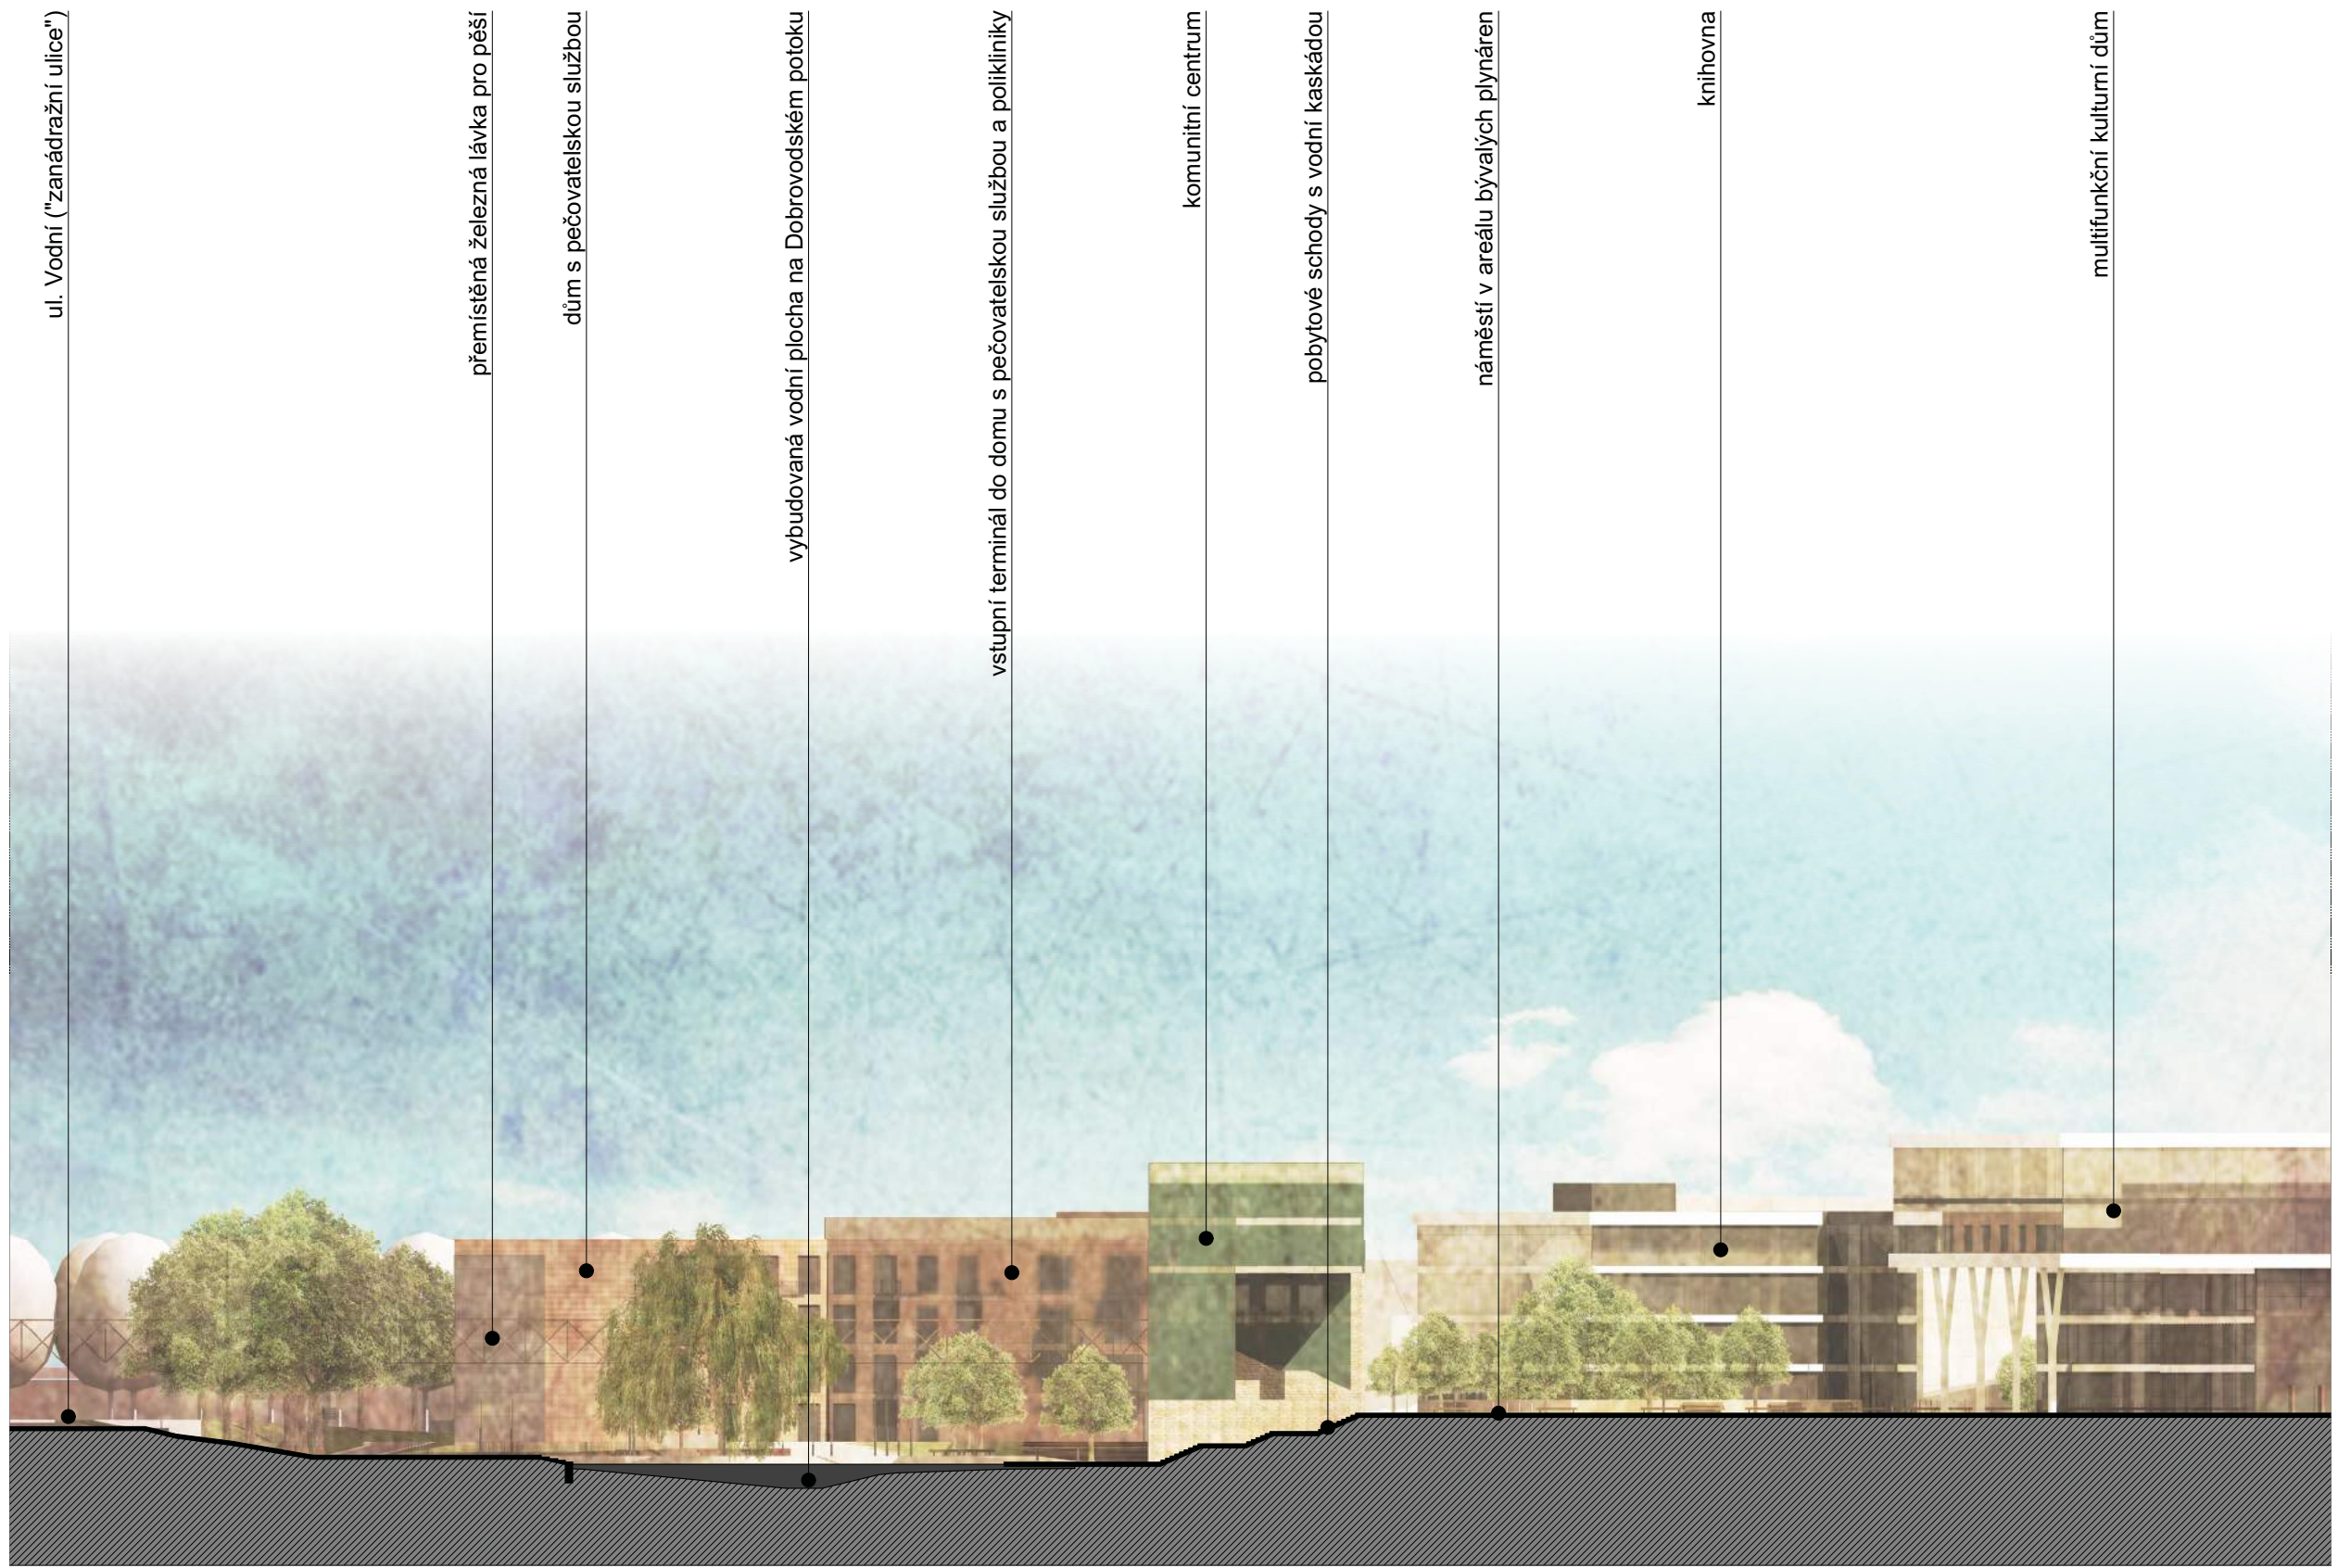 ul. Vodní ("zanádražní ulice")
přemístěná železná lávka pro pěší
dům s pečovatelskou službou
vybudovaná vodní plocha na Dobrovodském potoku
vstupní terminál do domu s pečovatelskou službou a polikliniky
komunitní centrum
pobytové schody s vodní kaskádou
náměstí v areálu bývalých plynáren
knihovna
multifunkční kulturní dům